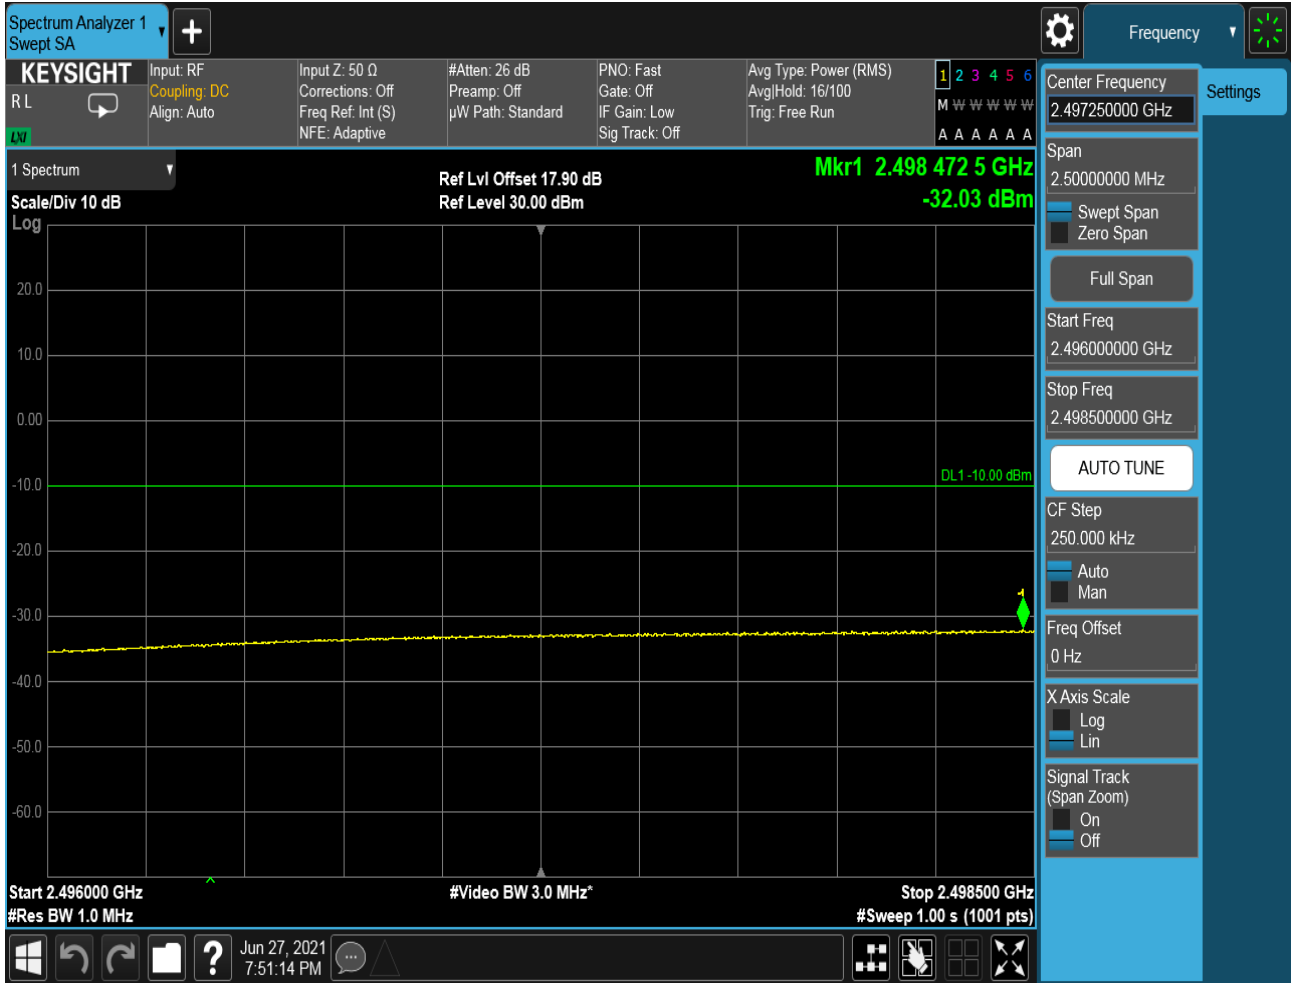 Spectrum Analyzer 1
Swept SA
Frequency
KEYSIGHT
R L
LXI
Input: RF
Coupling: DC
Align: Auto
Input Z: 50 Ω
Corrections: Off
Freq Ref: Int (S)
NFE: Adaptive
#Atten: 26 dB
Preamp: Off
µW Path: Standard
PNO: Fast
Gate: Off
IF Gain: Low
Sig Track: Off
Avg Type: Power (RMS)
Avg|Hold: 16/100
Trig: Free Run
1 2 3 4 5 6
M W W W W W
A A A A A A
1 Spectrum
Scale/Div 10 dB
Log
Ref Lvl Offset 17.90 dB
Ref Level 30.00 dBm
Mkr1 2.498 472 5 GHz
-32.03 dBm
20.0
10.0
0.00
-10.0
-20.0
-30.0
-40.0
-50.0
-60.0
DL1 -10.00 dBm
1
Start 2.496000 GHz
#Res BW 1.0 MHz
#Video BW 3.0 MHz*
Stop 2.498500 GHz
#Sweep 1.00 s (1001 pts)
?
Jun 27, 2021
7:51:14 PM
Center Frequency
2.497250000 GHz
Settings
Span
2.50000000 MHz
Swept Span
Zero Span
Full Span
Start Freq
2.496000000 GHz
Stop Freq
2.498500000 GHz
AUTO TUNE
CF Step
250.000 kHz
Auto
Man
Freq Offset
0 Hz
X Axis Scale
Log
Lin
Signal Track
(Span Zoom)
On
Off